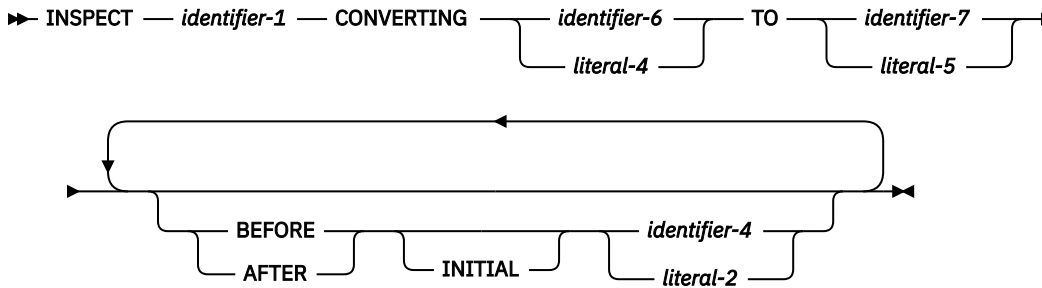 INSPECT identifier-1 CONVERTING identifier-6 TO identifier-7
literal-4 literal-5
BEFORE identifier-4
AFTER INITIAL literal-2